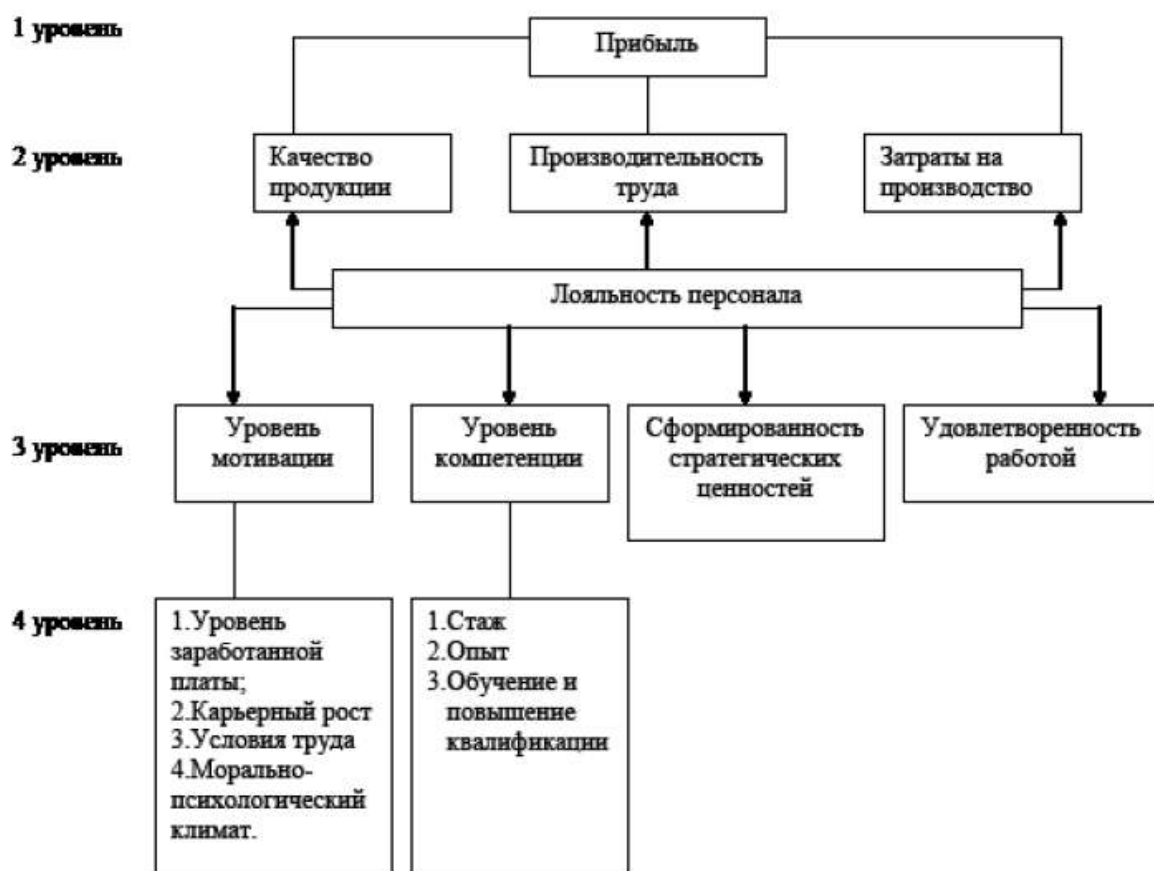 1 уровень
Прибыль
2 уровень
Качество
продукции
Производительность
труда
Затраты на
производство
Лояльность персонала
3 уровень
Уровень
мотивации
Уровень
компетенции
Сформированность
стратегических
ценностей
Удовлетворенность
работой
4 уровень
1.Уровень
заработанной
платы;
2.Карьерный рост
3.Условия труда
4.Морально-
психологический
климат.
1.Стаж
2.Опыт
3.Обучение и
повышение
квалификации